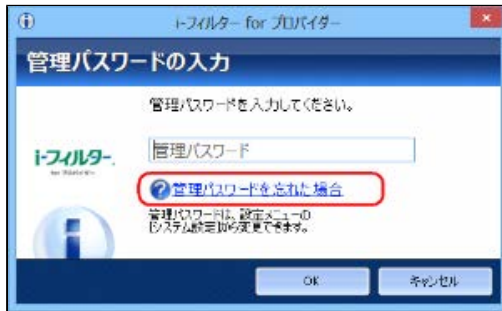 i-フィルター for プロバイダー
管理パスワードの入力
管理パスワードを入力してください。
管理パスワード
i-フィルター
管理パスワードを忘れた場合
管理パスワードは、設定メニューの
[システム設定]から変更できます。
OK
キャンセル